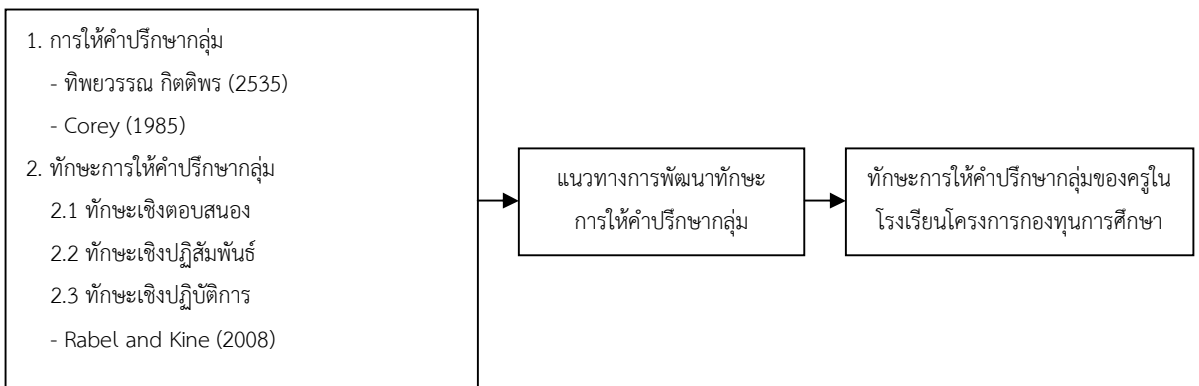 1. การให้คำปรึกษากลุ่ม
- ทิพยวรรณ กิตติพร (2535)
- Corey (1985)
2. ทักษะการให้คำปรึกษากลุ่ม
2.1 ทักษะเชิงตอบสนอง
2.2 ทักษะเชิงปฏิสัมพันธ์
2.3 ทักษะเชิงปฏิบัติการ
- Rabel and Kine (2008)
แนวทางการพัฒนาทักษะ
การให้คำปรึกษากลุ่ม
ทักษะการให้คำปรึกษากลุ่มของครูใน
โรงเรียนโครงการกองทุนการศึกษา